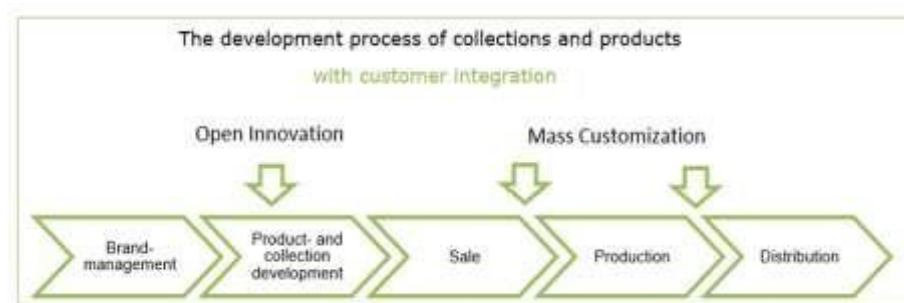 The development process of collections and products
with customer integration
Open Innovation
Mass Customization
Brand-
management
Product- and
collection
development
Sale
Production
Distribution